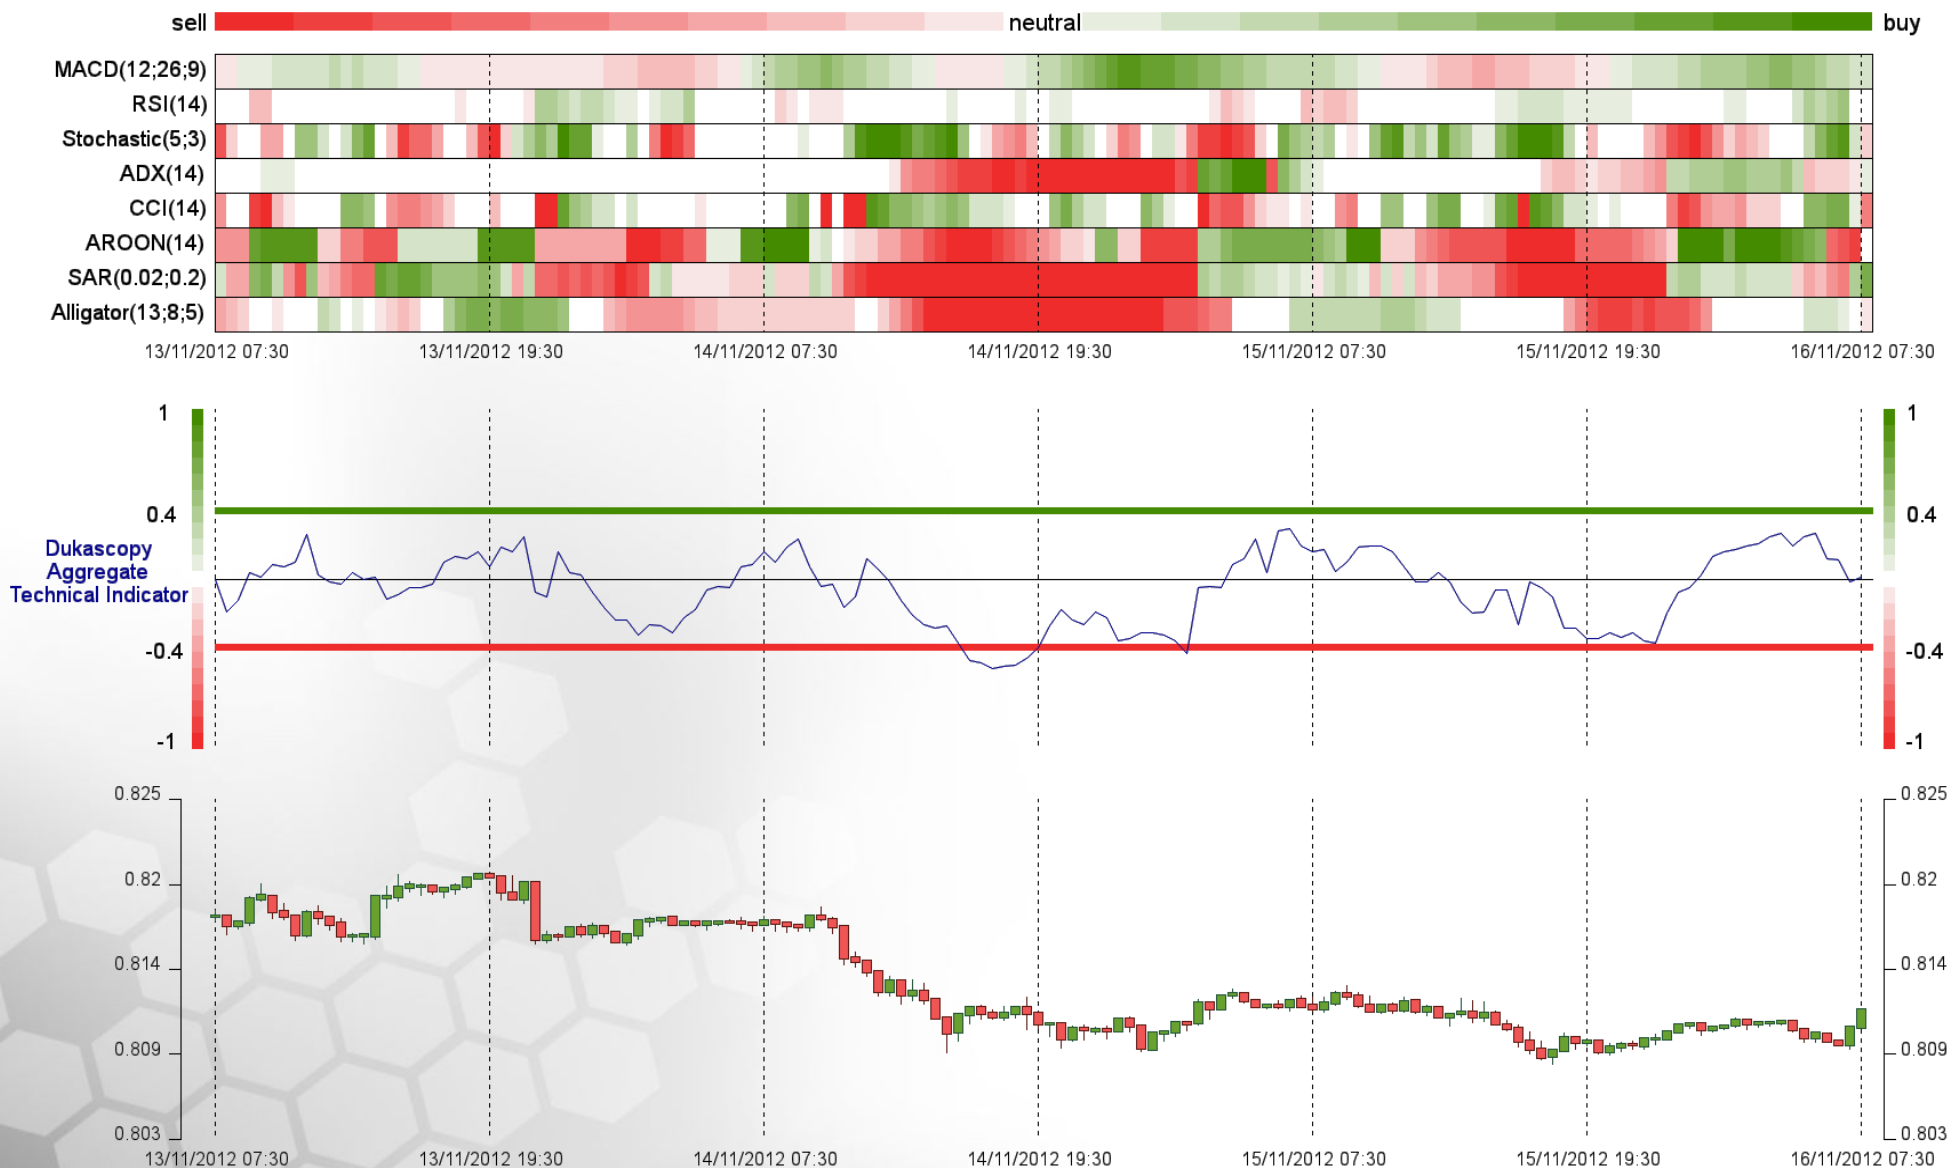 sell neutral buy
MACD(12;26;9)
RSI(14)
Stochastic(5;3)
ADX(14)
CCI(14)
AROON(14)
SAR(0.02;0.2)
Alligator(13;8;5)
13/11/2012 07:30 13/11/2012 19:30 14/11/2012 07:30 14/11/2012 19:30 15/11/2012 07:30 15/11/2012 19:30 16/11/2012 07:30
1 1
0.4 0.4
Dukascopy
Aggregate
Technical Indicator
-0.4 -0.4
-1 -1
0.825 0.825
0.82 0.82
0.814 0.814
0.809 0.809
0.803 0.803
13/11/2012 07:30 13/11/2012 19:30 14/11/2012 07:30 14/11/2012 19:30 15/11/2012 07:30 15/11/2012 19:30 16/11/2012 07:30